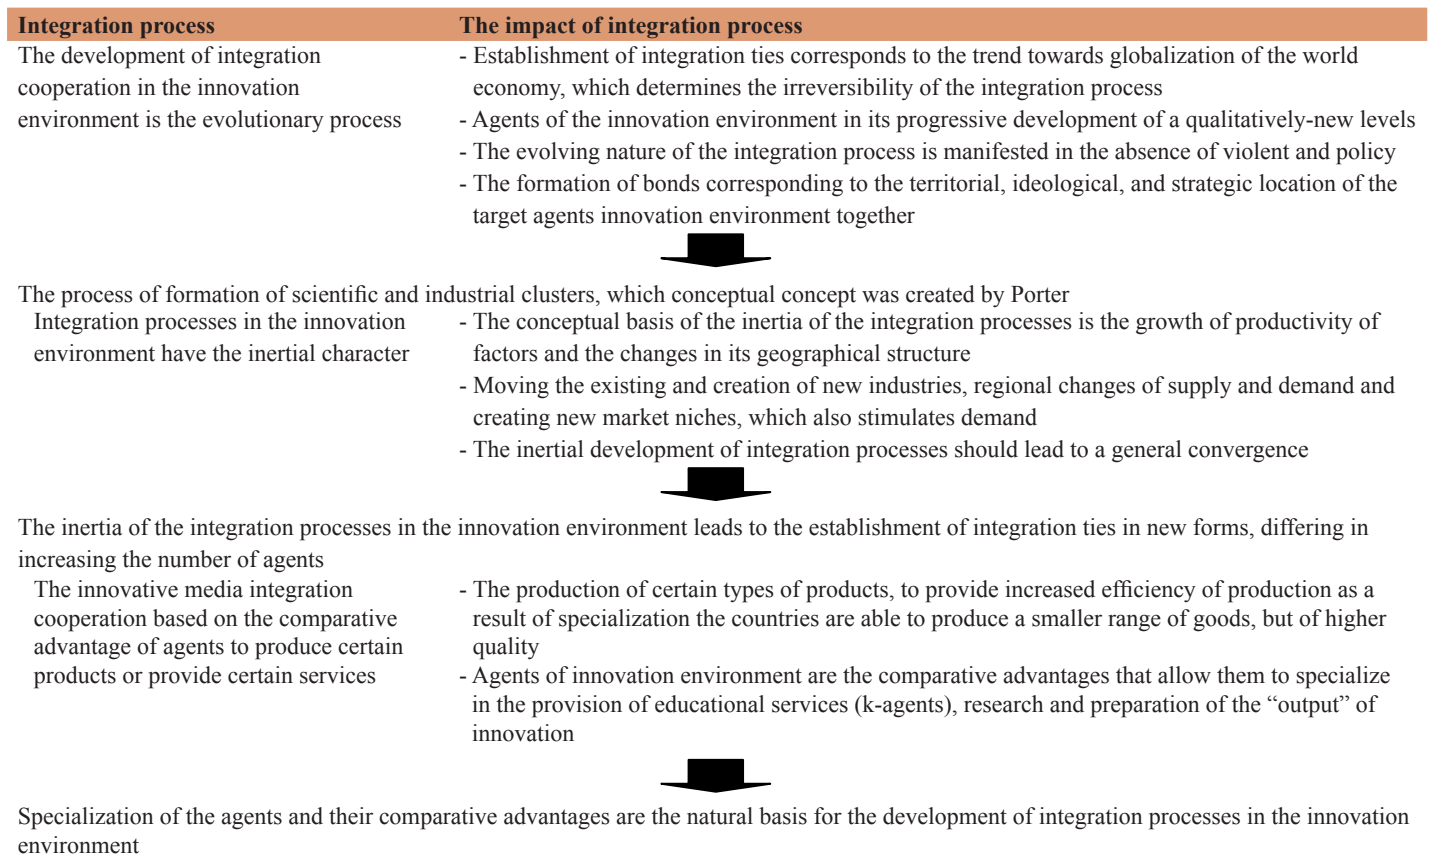 Integration process
The impact of integration process
The development of integration
cooperation in the innovation
environment is the evolutionary process
- Establishment of integration ties corresponds to the trend towards globalization of the world
economy, which determines the irreversibility of the integration process
- Agents of the innovation environment in its progressive development of a qualitatively-new levels
- The evolving nature of the integration process is manifested in the absence of violent and policy
- The formation of bonds corresponding to the territorial, ideological, and strategic location of the
target agents innovation environment together
The process of formation of scientific and industrial clusters, which conceptual concept was created by Porter
Integration processes in the innovation
environment have the inertial character
- The conceptual basis of the inertia of the integration processes is the growth of productivity of
factors and the changes in its geographical structure
- Moving the existing and creation of new industries, regional changes of supply and demand and
creating new market niches, which also stimulates demand
- The inertial development of integration processes should lead to a general convergence
The inertia of the integration processes in the innovation environment leads to the establishment of integration ties in new forms, differing in
increasing the number of agents
The innovative media integration
cooperation based on the comparative
advantage of agents to produce certain
products or provide certain services
- The production of certain types of products, to provide increased efficiency of production as a
result of specialization the countries are able to produce a smaller range of goods, but of higher
quality
- Agents of innovation environment are the comparative advantages that allow them to specialize
in the provision of educational services (k-agents), research and preparation of the “output” of
innovation
Specialization of the agents and their comparative advantages are the natural basis for the development of integration processes in the innovation
environment